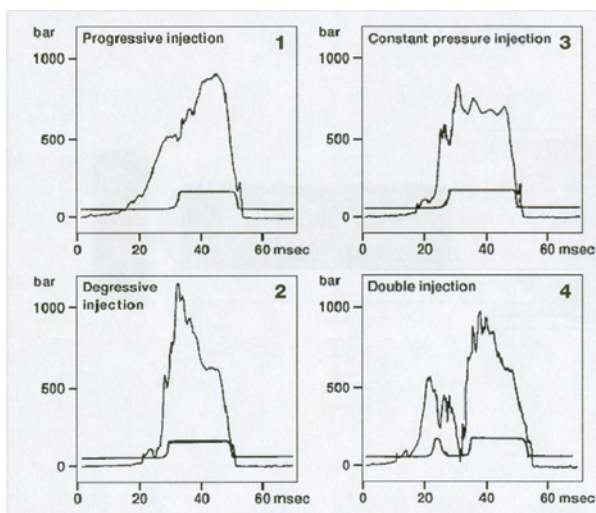 bar
Progressive injection 1
1000
500
0
0 20 40 60 msec
bar
Constant pressure injection 3
1000
500
0
0 20 40 60 msec
bar
Degressive
injection 2
1000
500
0
0 20 40 60 msec
bar
Double injection 4
1000
500
0
0 20 40 60 msec